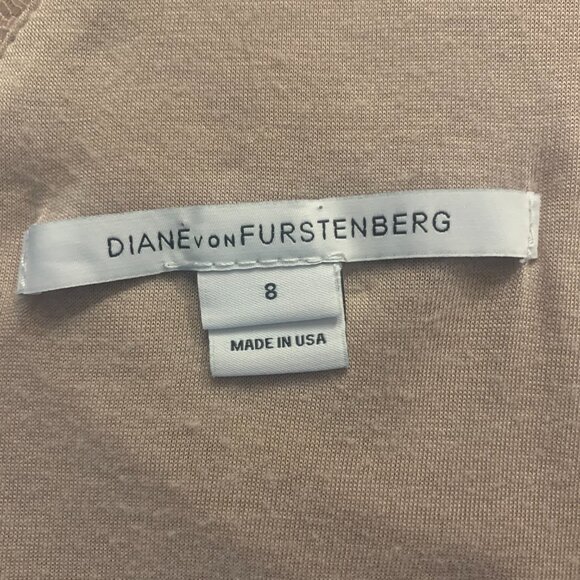 DIANE VON FURSTENBERG
8
MADE IN USA